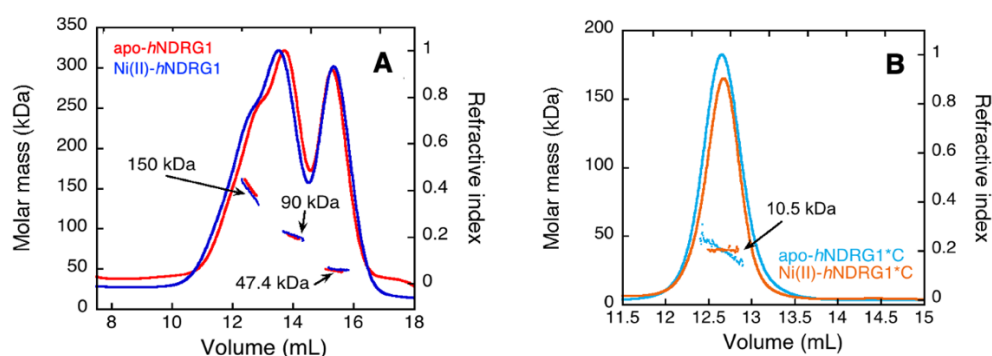 350
300
250
200
150
100
50
0
Molar mass (kDa)
apo-hNDRG1
Ni(II)-hNDRG1
A
150 kDa
90 kDa
47.4 kDa
1
0.8
0.6
0.4
0.2
0
Refractive index
8 10 12 14 16 18
Volume (mL)
200
150
100
50
0
Molar mass (kDa)
B
10.5 kDa
apo-hNDRG1*C
Ni(II)-hNDRG1*C
1
0.8
0.6
0.4
0.2
0
Refractive index
11.5 12 12.5 13 13.5 14 14.5 15
Volume (mL)